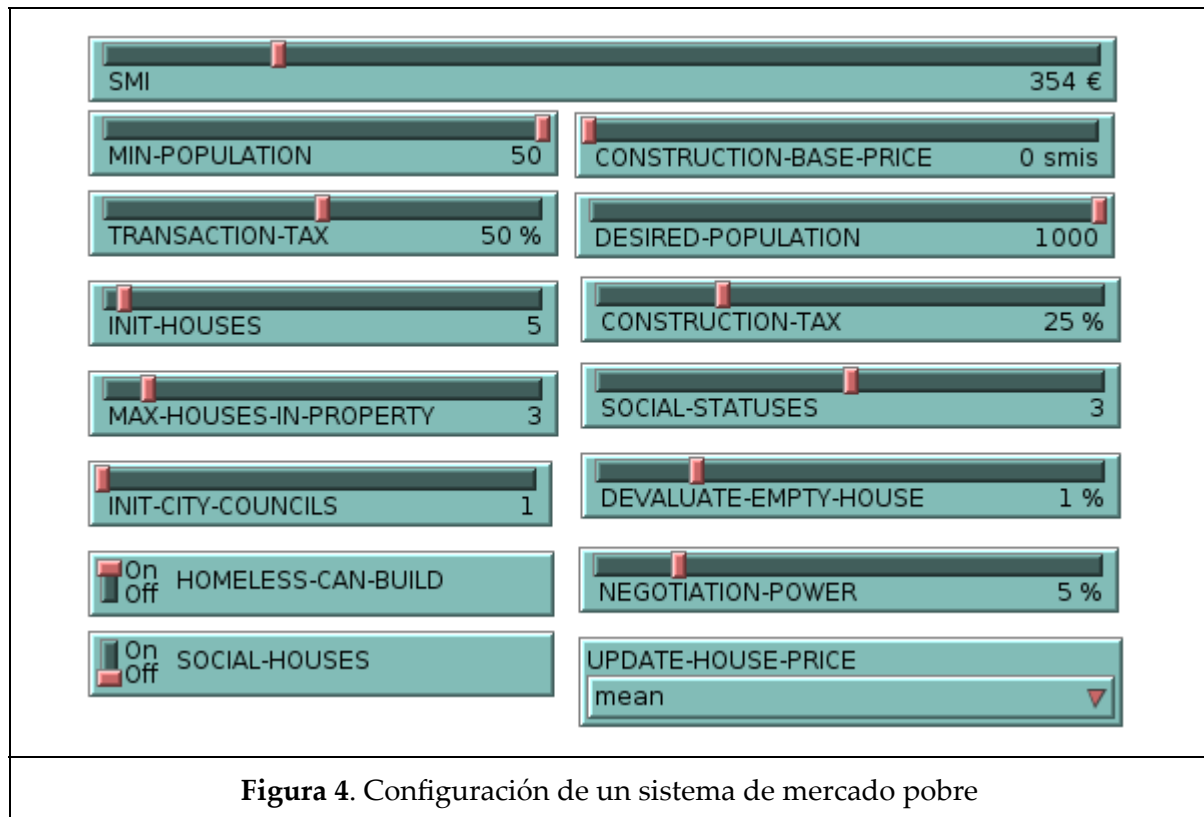 SMI 354 €
MIN-POPULATION 50 CONSTRUCTION-BASE-PRICE 0 smis
TRANSACTION-TAX 50 % DESIRED-POPULATION 1000
INIT-HOUSES 5 CONSTRUCTION-TAX 25 %
MAX-HOUSES-IN-PROPERTY 3 SOCIAL-STATUSES 3
INIT-CITY-COUNCILS 1 DEVALUATE-EMPTY-HOUSE 1 %
On
Off HOMELESS-CAN-BUILD NEGOTIATION-POWER 5 %
On
Off SOCIAL-HOUSES UPDATE-HOUSE-PRICE
mean
Figura 4. Configuración de un sistema de mercado pobre